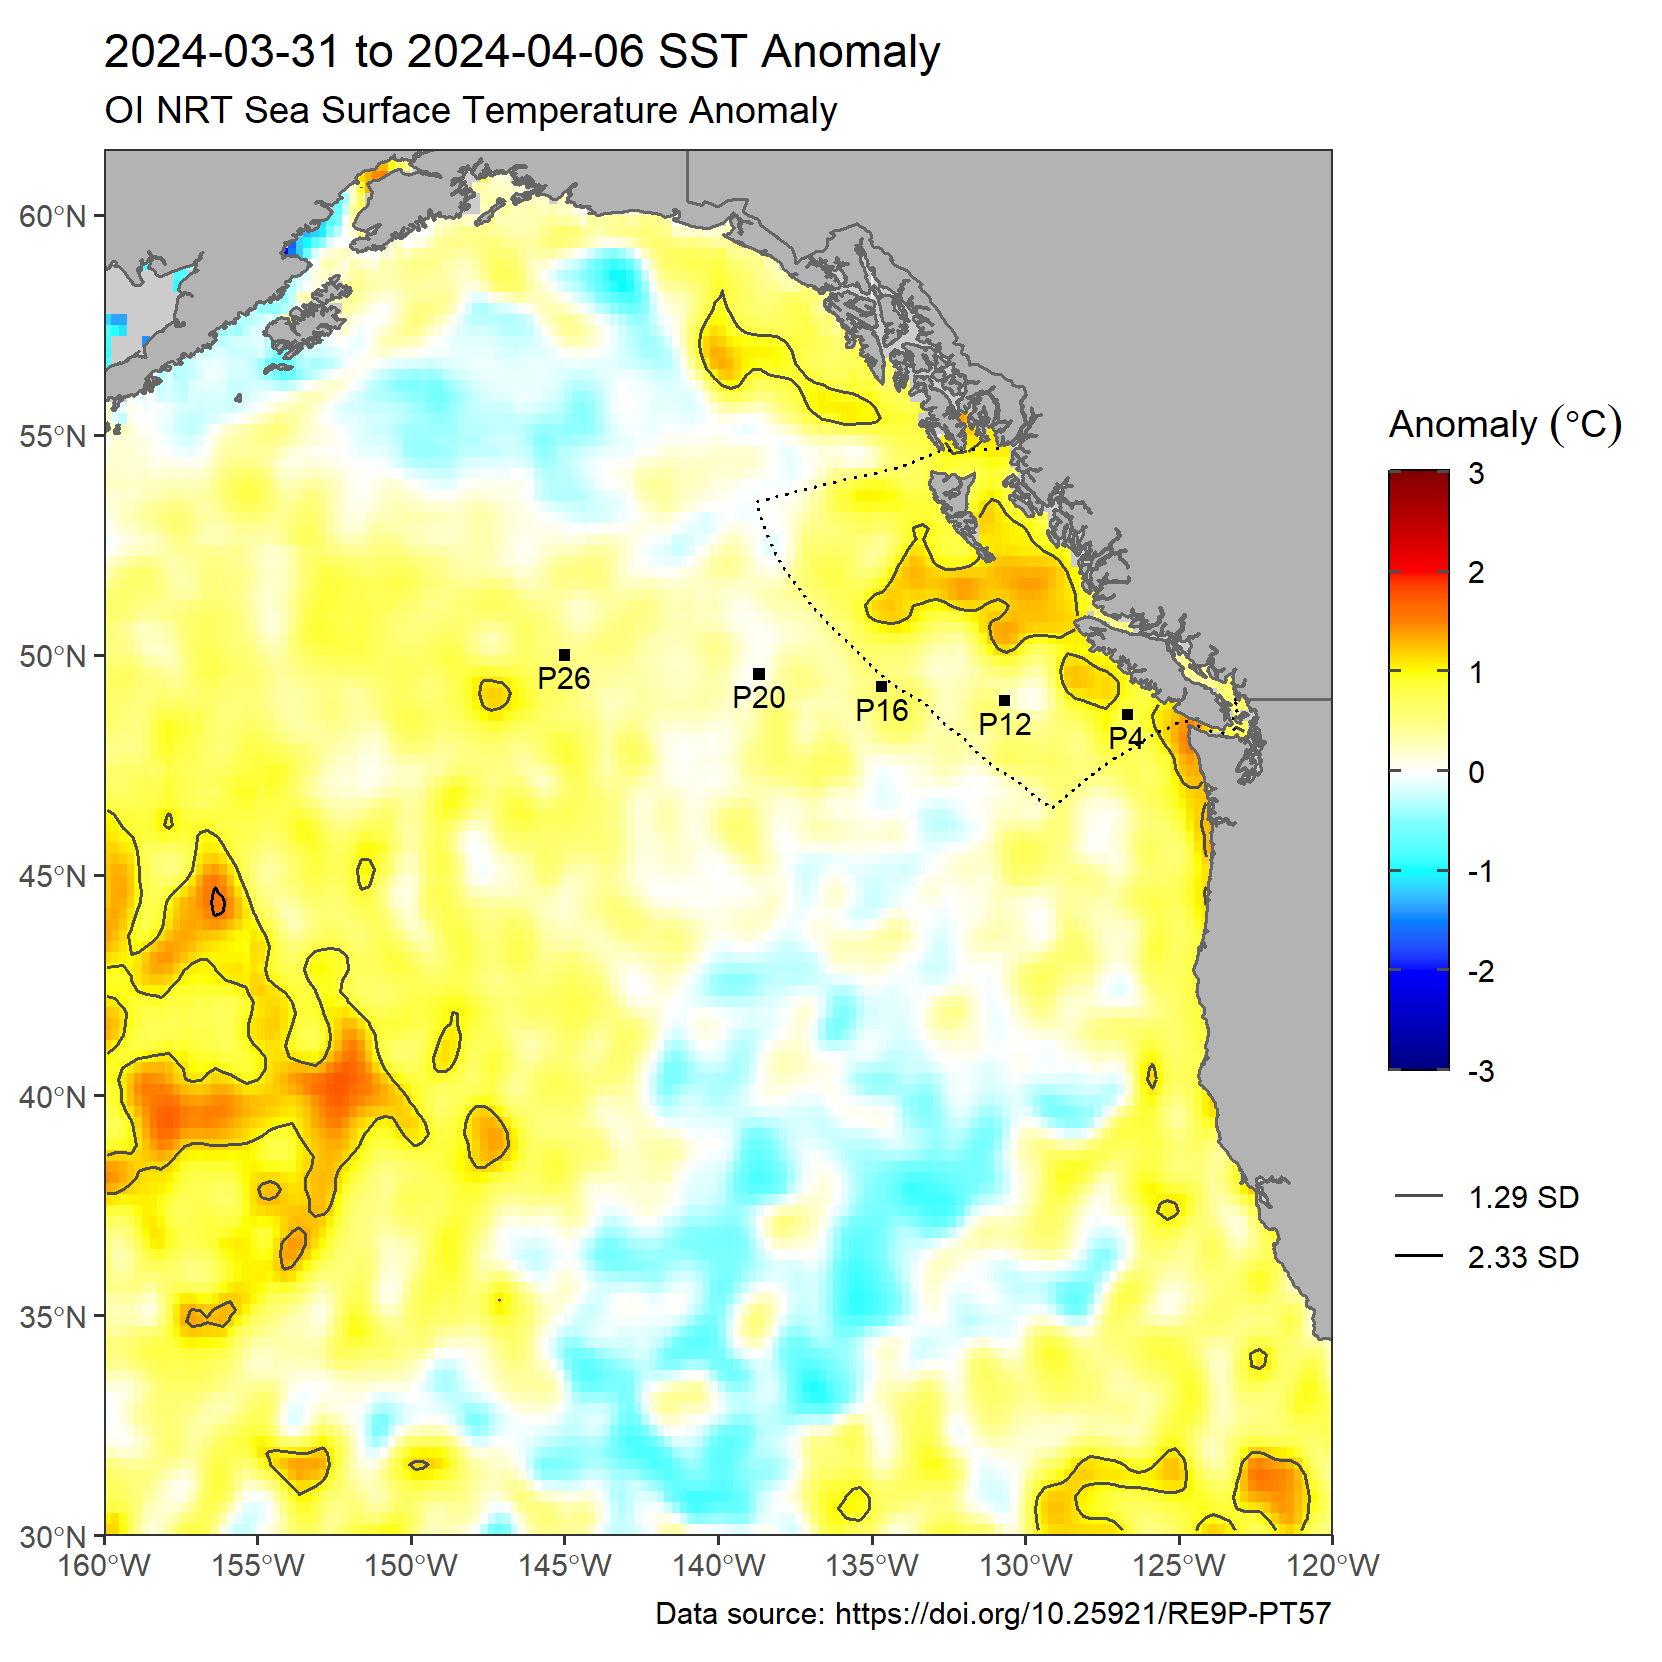 2024-03-31 to 2024-04-06 SST Anomaly
OI NRT Sea Surface Temperature Anomaly
60°N
55°N
50°N
45°N
40°N
35°N
30°N
160°W
155°W
150°W
145°W
140°W
135°W
130°W
125°W
120°W
P26
P20
P16
P12
P4
Anomaly (°C)
3
2
1
0
-1
-2
-3
1.29 SD
2.33 SD
Data source: https://doi.org/10.25921/RE9P-PT57